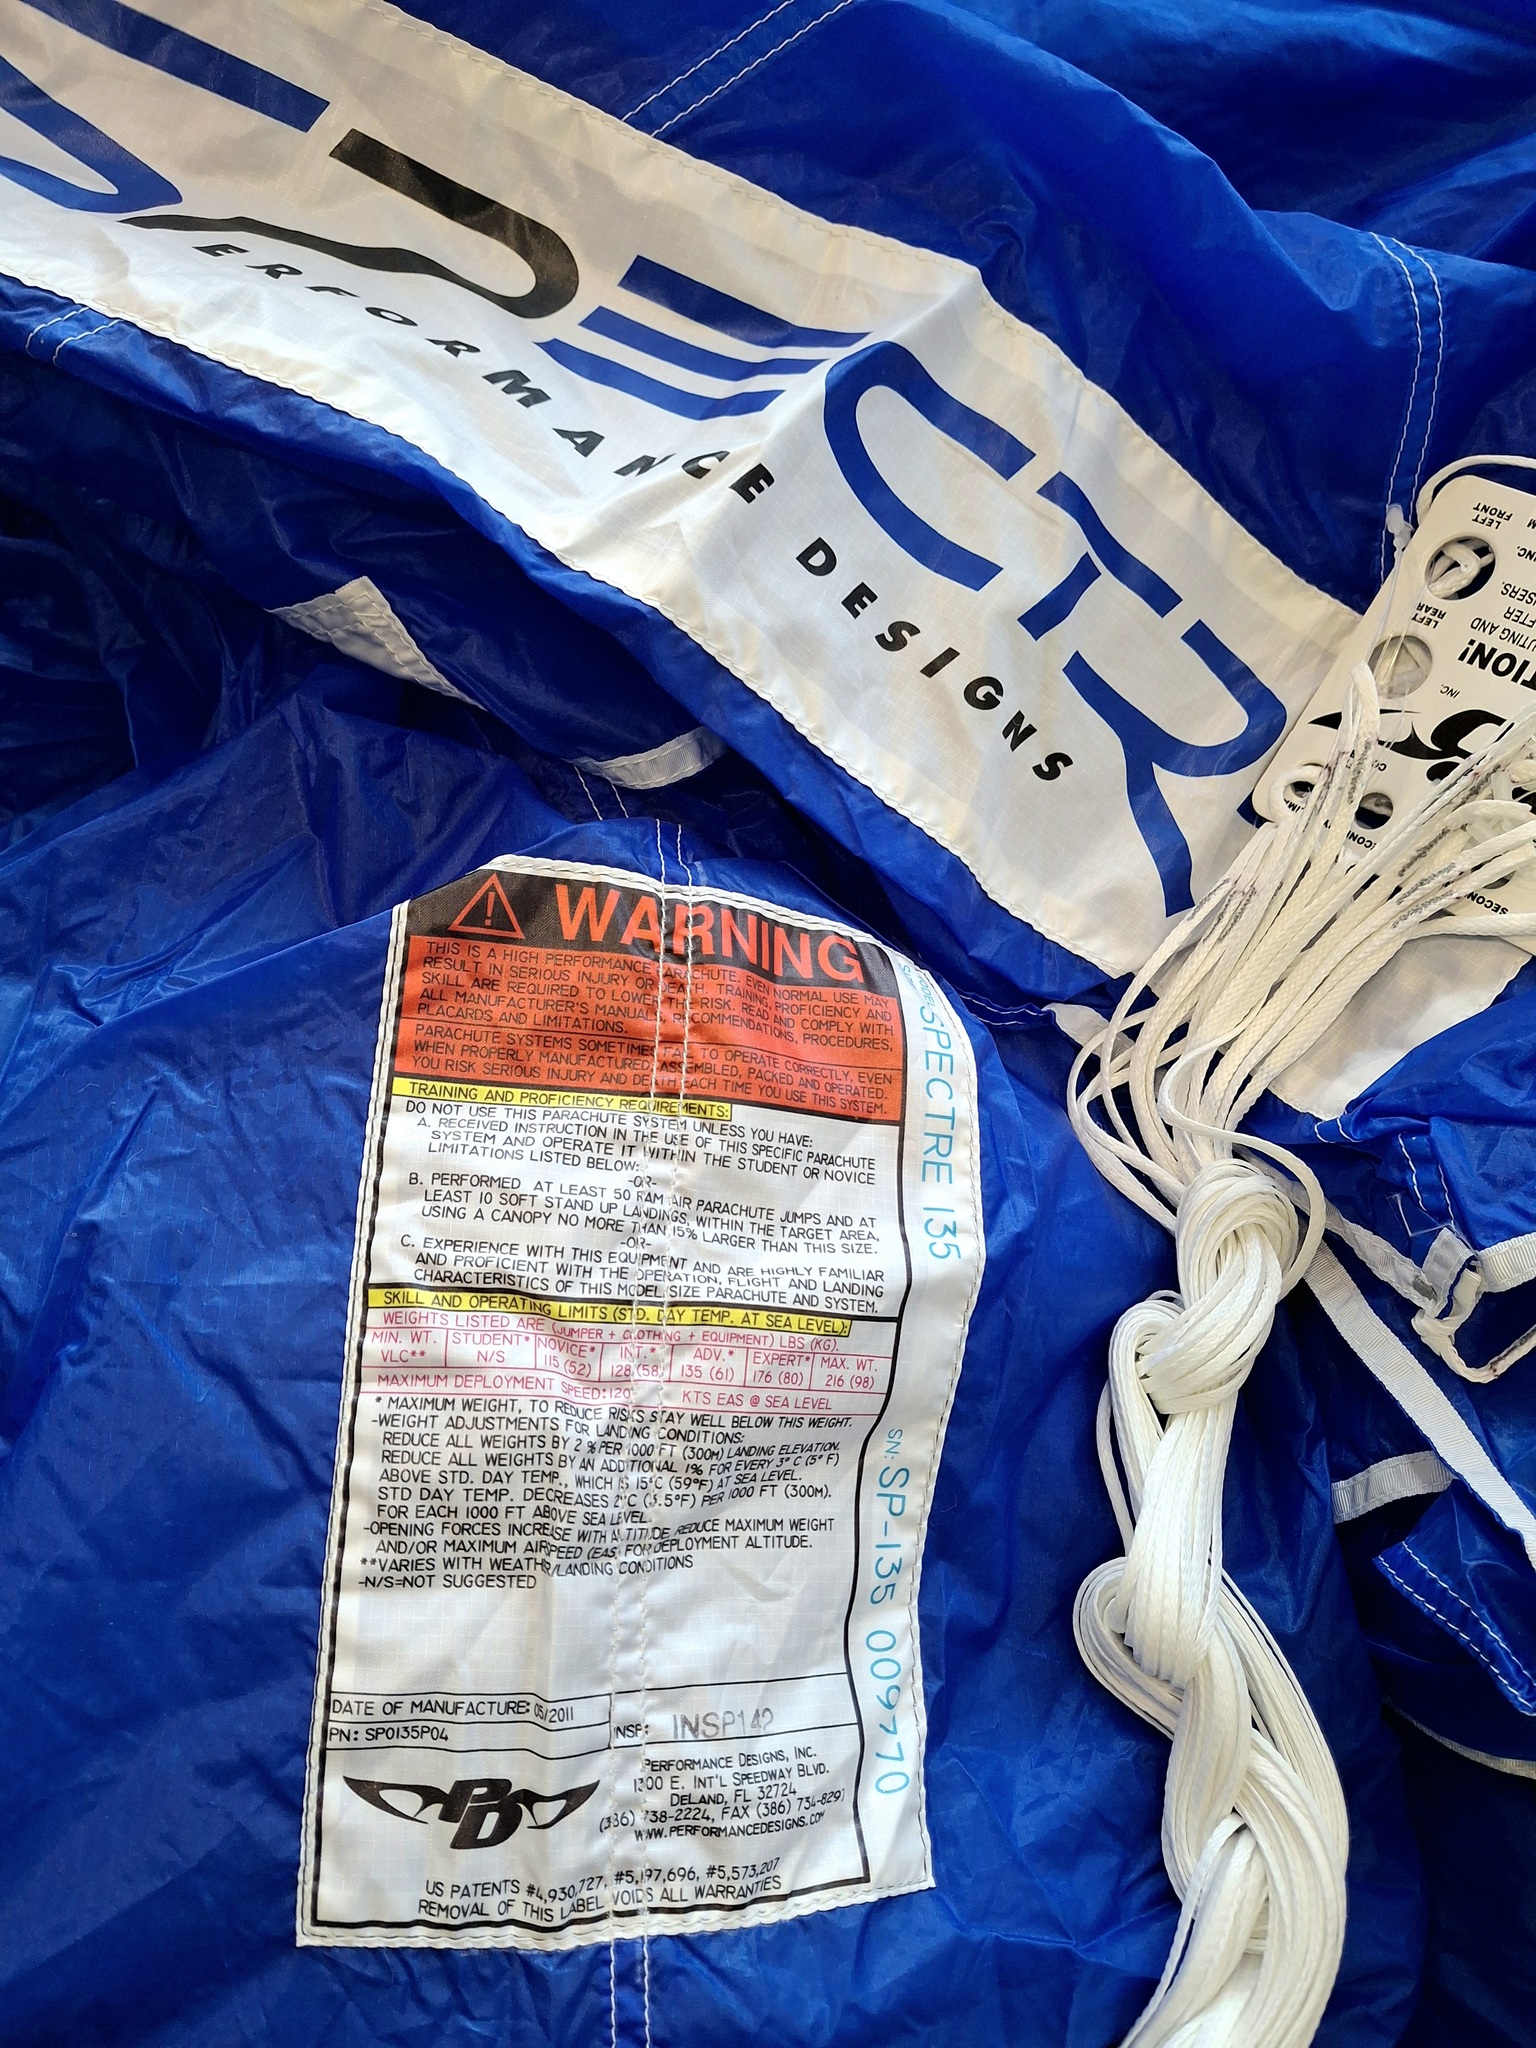 SPECTR
PERFORMANCE DESIGNS
LEFT FRONT
INC.
LEFT REAR
INC.
WARNING
THIS IS A HIGH PERFORMANCE PARACHUTE, EVEN NORMAL USE MAY
RESULT IN SERIOUS INJURY OR DEATH. TRAINING, PROFICIENCY AND
SKILL ARE REQUIRED TO LOWER THE RISK. READ AND COMPLY WITH
ALL MANUFACTURER'S MANUALS, RECOMMENDATIONS, PROCEDURES,
PLACARDS AND LIMITATIONS.
PARACHUTE SYSTEMS SOMETIMES FAIL TO OPERATE CORRECTLY, EVEN
WHEN PROPERLY MANUFACTURED, ASSEMBLED, PACKED AND OPERATED.
YOU RISK SERIOUS INJURY AND DEATH EACH TIME YOU USE THIS SYSTEM.
TRAINING AND PROFICIENCY REQUIREMENTS:
DO NOT USE THIS PARACHUTE SYSTEM UNLESS YOU HAVE:
A. RECEIVED INSTRUCTION IN THE USE OF THIS SPECIFIC PARACHUTE
SYSTEM AND OPERATE IT WITHIN THE STUDENT OR NOVICE
LIMITATIONS LISTED BELOW:
-OR-
B. PERFORMED AT LEAST 50 RAM AIR PARACHUTE JUMPS AND AT
LEAST 10 SOFT STAND UP LANDINGS, WITHIN THE TARGET AREA,
USING A CANOPY NO MORE THAN 15% LARGER THAN THIS SIZE.
-OR-
C. EXPERIENCE WITH THIS EQUIPMENT AND ARE HIGHLY FAMILIAR
AND PROFICIENT WITH THE OPERATION, FLIGHT AND LANDING
CHARACTERISTICS OF THIS MODEL/SIZE PARACHUTE AND SYSTEM.
SKILL AND OPERATING LIMITS (STD. DAY TEMP. AT SEA LEVEL):
WEIGHTS LISTED ARE (JUMPER + CLOTHING + EQUIPMENT) LBS (KG).
MIN. WT. STUDENT* NOVICE* INT.* ADV.* EXPERT* MAX. WT.
VLC** N/S 115 (52) 128 (58) 135 (61) 176 (80) 216 (98)
MAXIMUM DEPLOYMENT SPEED: 120 KTS EAS @ SEA LEVEL
* MAXIMUM WEIGHT, TO REDUCE RISKS STAY WELL BELOW THIS WEIGHT.
-WEIGHT ADJUSTMENTS FOR LANDING CONDITIONS:
REDUCE ALL WEIGHTS BY 2 % PER 1000 FT (300M) LANDING ELEVATION.
REDUCE ALL WEIGHTS BY AN ADDITIONAL 1% FOR EVERY 3° C (5° F)
ABOVE STD. DAY TEMP., WHICH IS 15°C (59°F) AT SEA LEVEL.
STD DAY TEMP. DECREASES 2°C (3.5°F) PER 1000 FT (300M).
FOR EACH 1000 FT ABOVE SEA LEVEL.
-OPENING FORCES INCREASE WITH ALTITUDE REDUCE MAXIMUM WEIGHT
AND/OR MAXIMUM AIRSPEED (EAS) FOR DEPLOYMENT ALTITUDE.
**VARIES WITH WEATHER/LANDING CONDITIONS
-N/S=NOT SUGGESTED
DATE OF MANUFACTURE: 05/2011
PN: SP0135P04 INSP: INSP142
PD
PERFORMANCE DESIGNS, INC.
1300 E. INT'L SPEEDWAY BLVD.
DELAND, FL 32724
(386) 738-2224, FAX (386) 734-8297
WWW.PERFORMANCEDESIGNS.COM
US PATENTS #4,930,727, #5,197,696, #5,573,207
REMOVAL OF THIS LABEL VOIDS ALL WARRANTIES
SPECTRE 135
SN: SP-135 009770